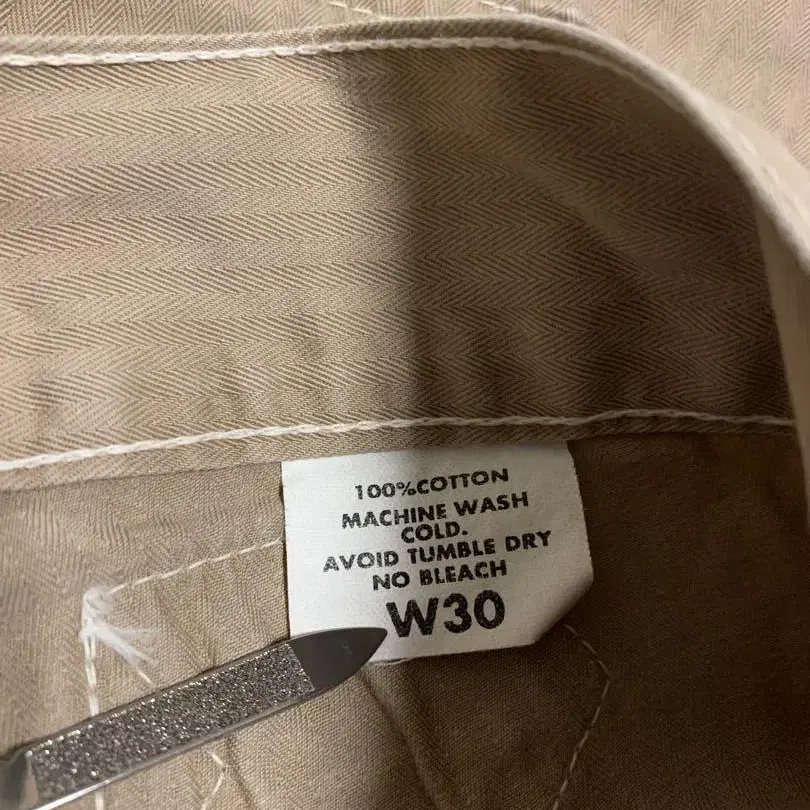 100%COTTON
MACHINE WASH
COLD.
AVOID TUMBLE DRY
NO BLEACH
W30